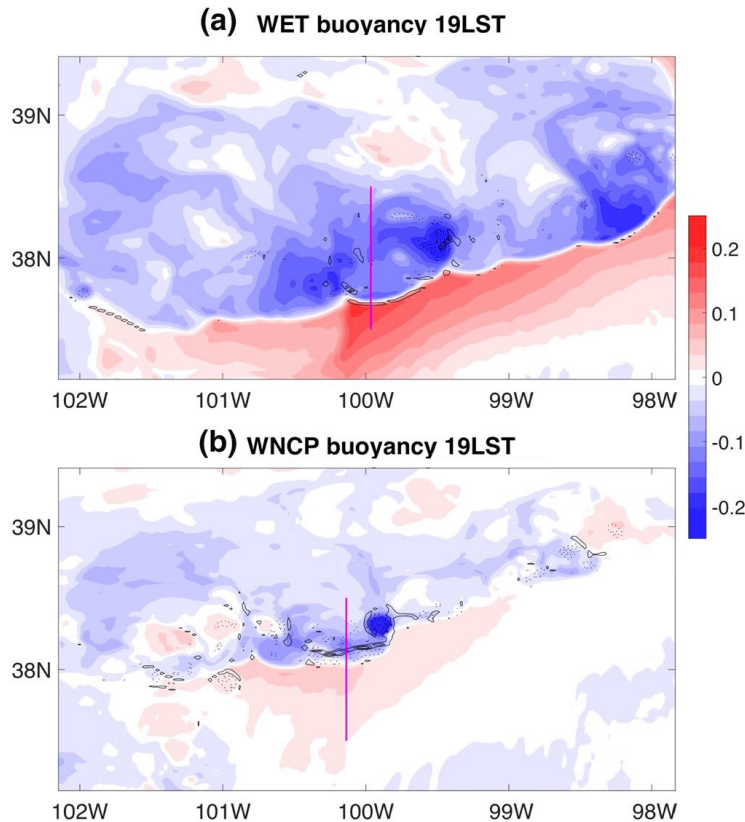 (a) WET buoyancy 19LST
39N
38N
102W 101W 100W 99W 98W
0.2
0.1
0
-0.1
-0.2
(b) WNCP buoyancy 19LST
39N
38N
102W 101W 100W 99W 98W